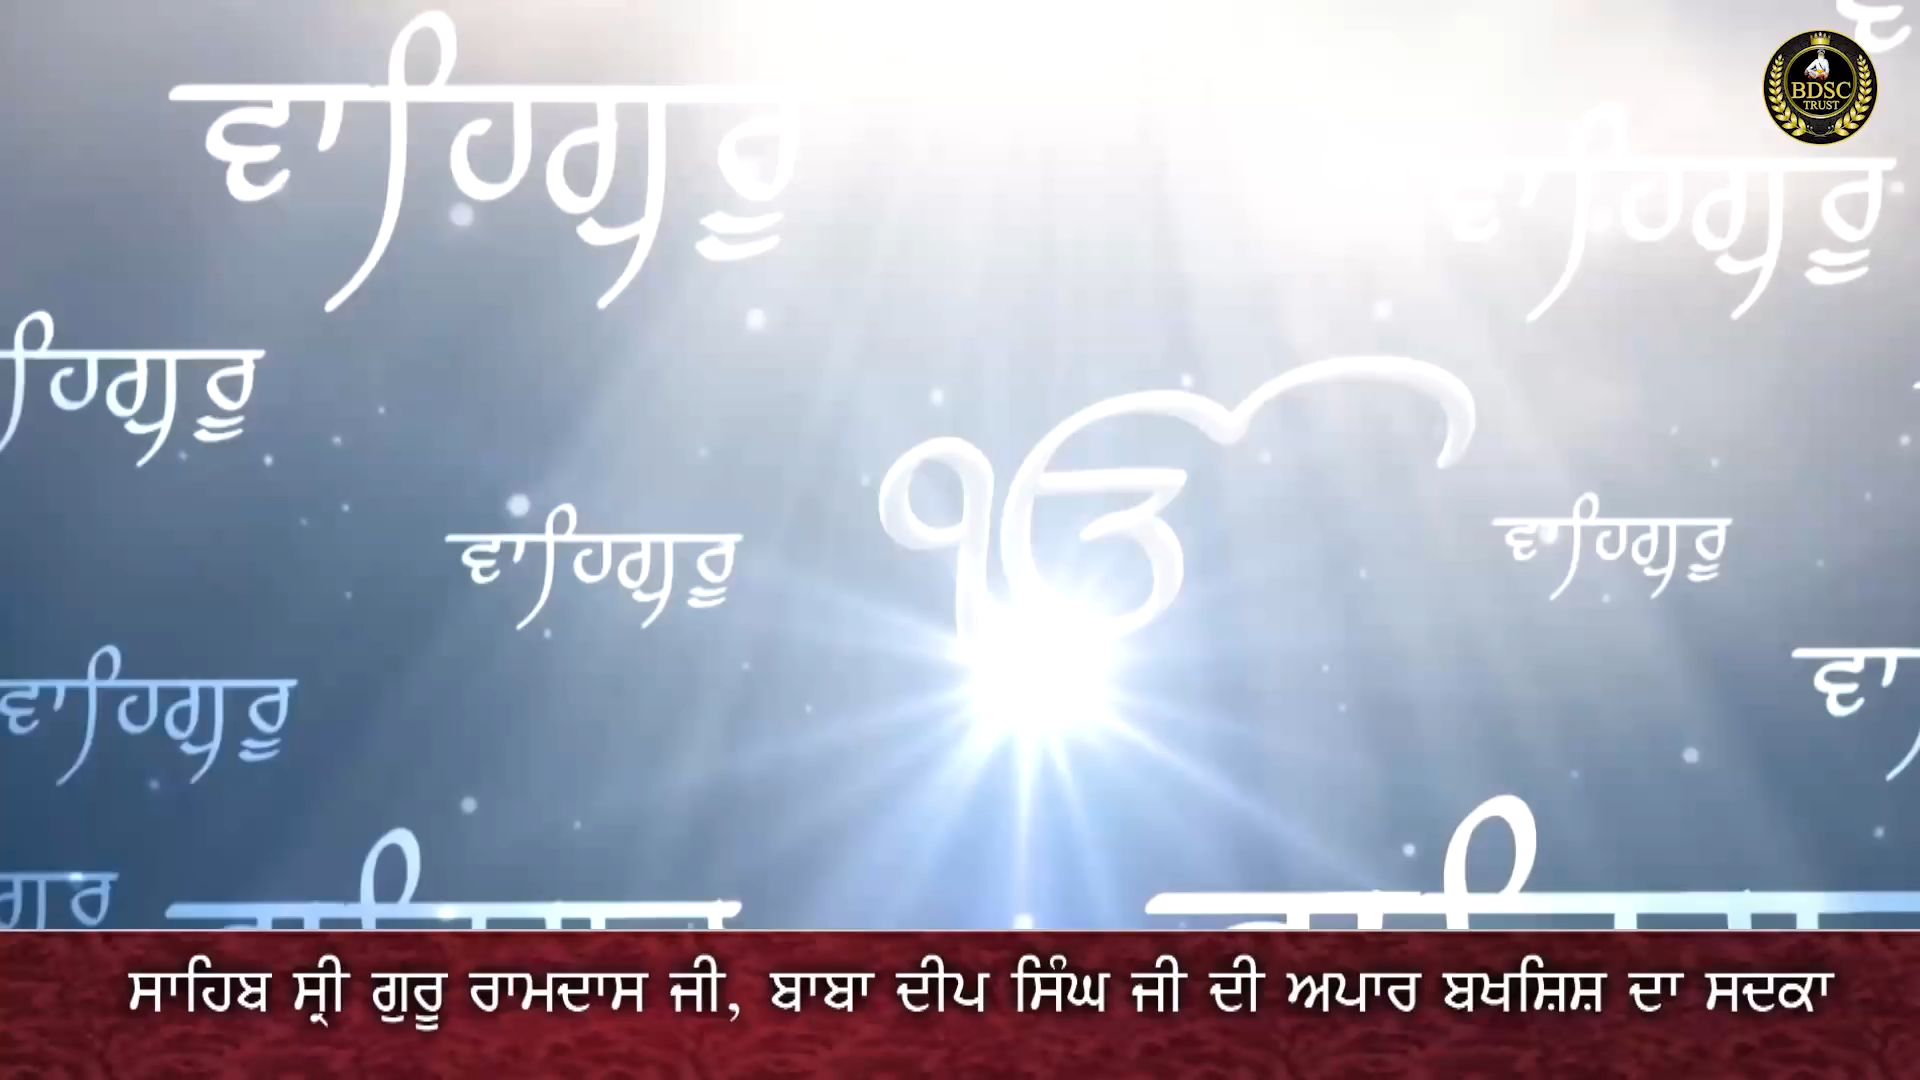 BDSC
TRUST
ਵਾਹਿਗੁਰੂ
ਵਾਹਿਗੁਰੂ
ਹਿਗੁਰੂ
ੴ
ਵਾਹਿਗੁਰੂ
ਵਾਹਿਗੁਰੂ
ਵਾਹਿਗੁਰੂ
ਵਾ
ਸਾਹਿਬ ਸ੍ਰੀ ਗੁਰੂ ਰਾਮਦਾਸ ਜੀ, ਬਾਬਾ ਦੀਪ ਸਿੰਘ ਜੀ ਦੀ ਅਪਾਰ ਬਖਸ਼ਿਸ਼ ਦਾ ਸਦਕਾ